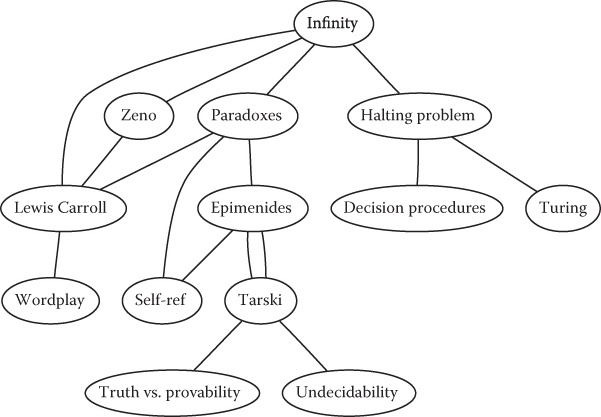 Infinity
Zeno
Paradoxes
Halting problem
Lewis Carroll
Epimenides
Decision procedures
Turing
Wordplay
Self-ref
Tarski
Truth vs. provability
Undecidability